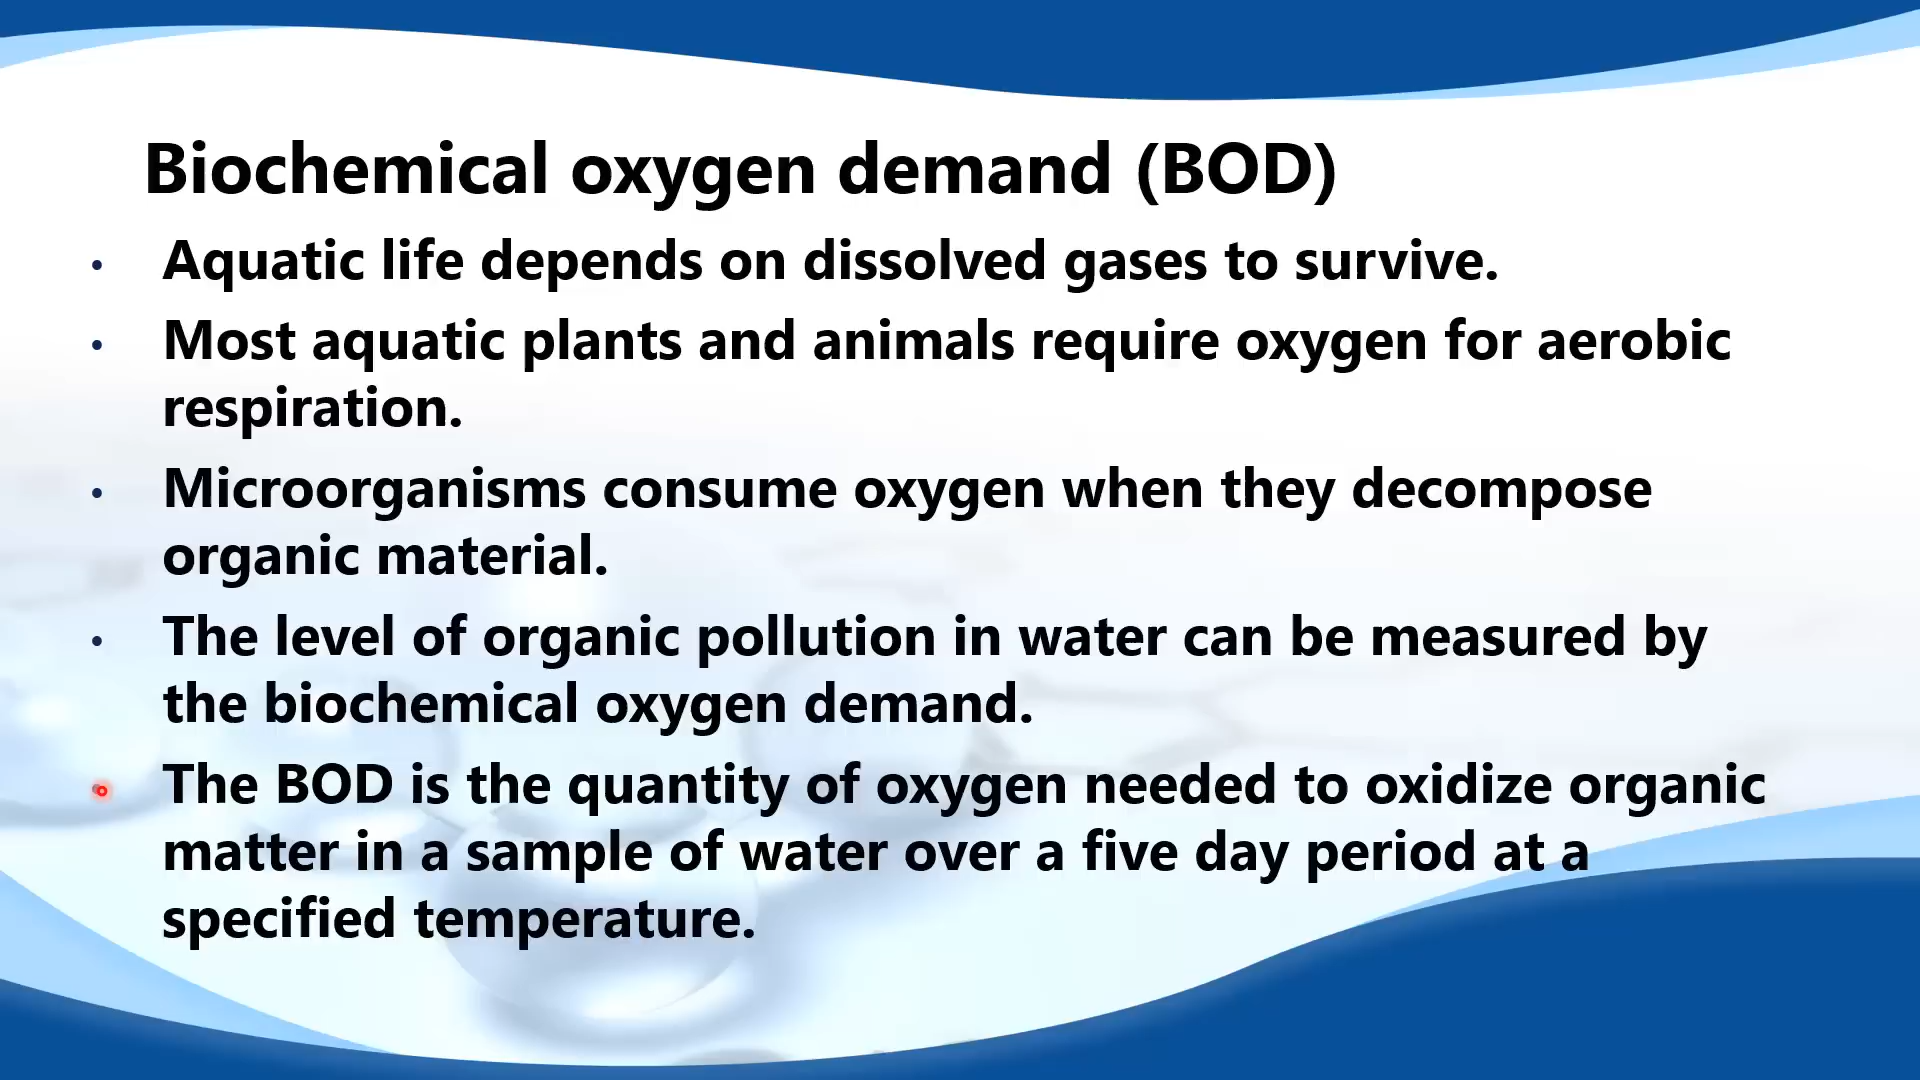 Biochemical oxygen demand (BOD)
• Aquatic life depends on dissolved gases to survive.
• Most aquatic plants and animals require oxygen for aerobic
respiration.
• Microorganisms consume oxygen when they decompose
organic material.
• The level of organic pollution in water can be measured by
the biochemical oxygen demand.
• The BOD is the quantity of oxygen needed to oxidize organic
matter in a sample of water over a five day period at a
specified temperature.